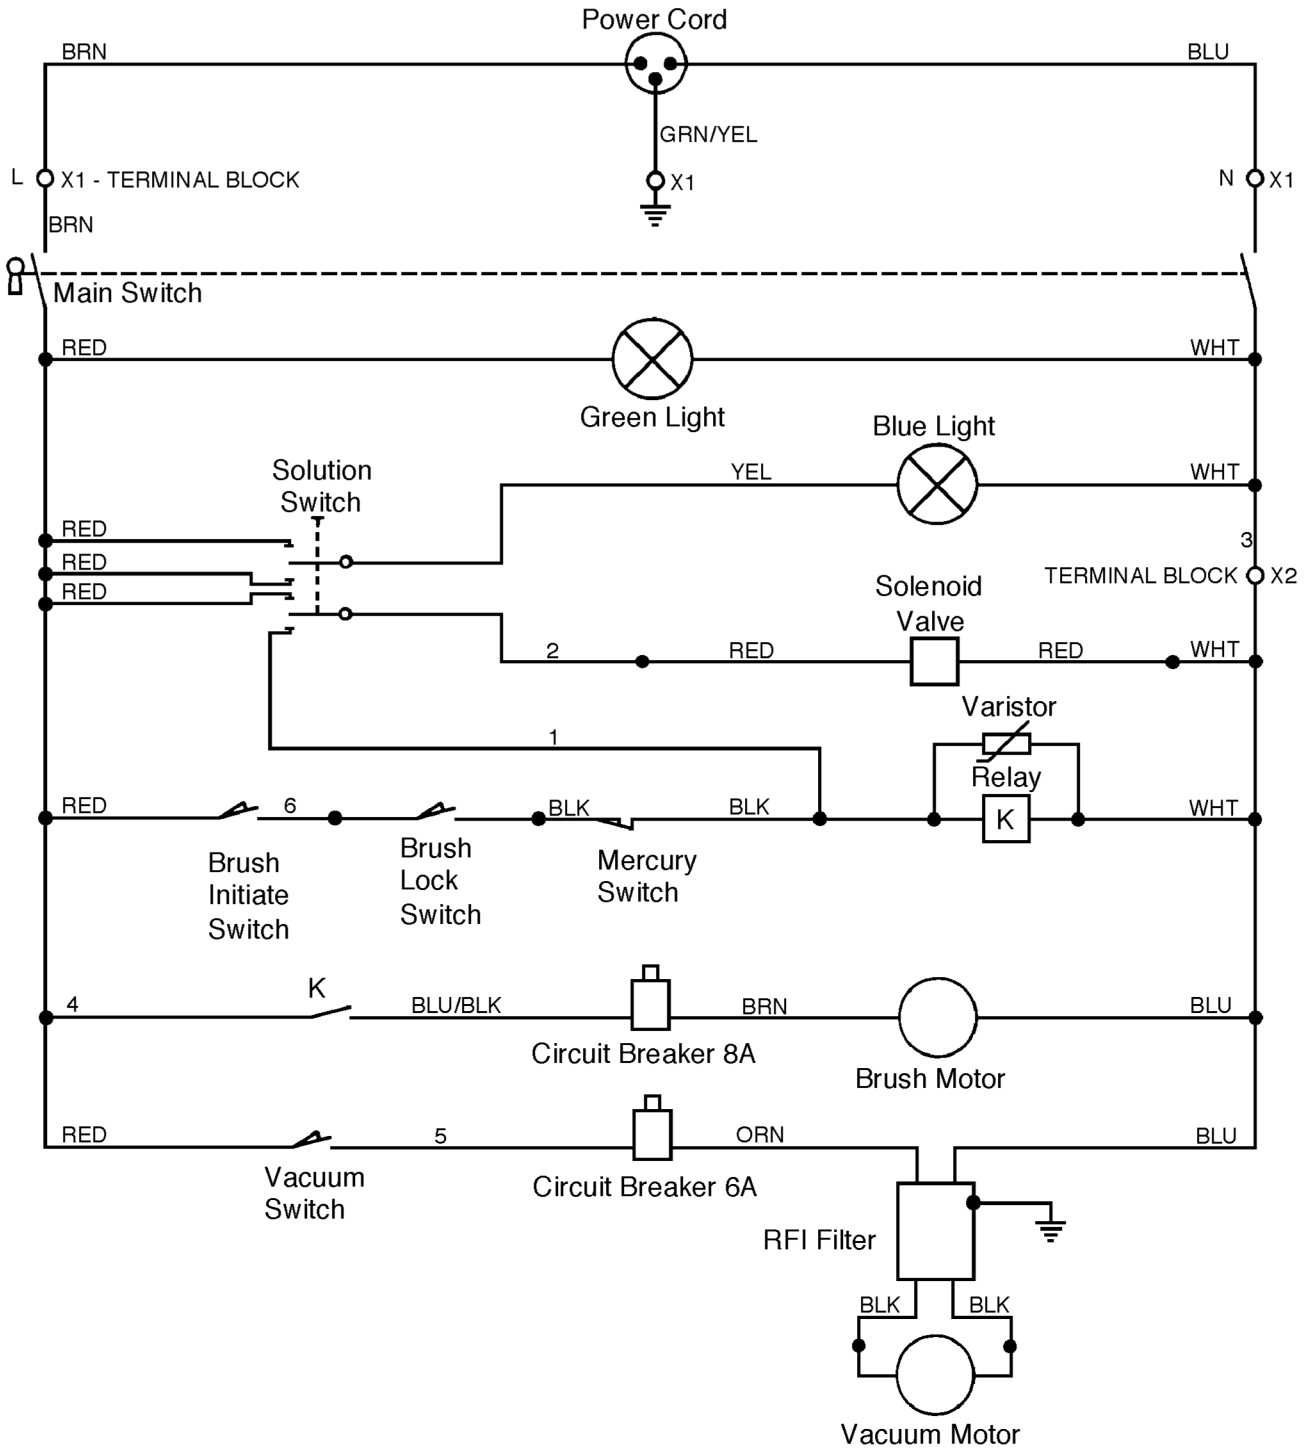 Power Cord
BRN
BLU
GRN/YEL
L
X1 - TERMINAL BLOCK
X1
N
X1
BRN
Main Switch
RED
WHT
Green Light
Blue Light
Solution
Switch
YEL
WHT
RED
RED
RED
3
TERMINAL BLOCK
X2
Solenoid
Valve
2
RED
RED
WHT
Varistor
1
Relay
RED
6
BLK
BLK
K
WHT
Brush
Initiate
Switch
Brush
Lock
Switch
Mercury
Switch
4
K
BLU/BLK
BRN
BLU
Circuit Breaker 8A
Brush Motor
RED
5
ORN
BLU
Vacuum
Switch
Circuit Breaker 6A
RFI Filter
BLK
BLK
Vacuum Motor